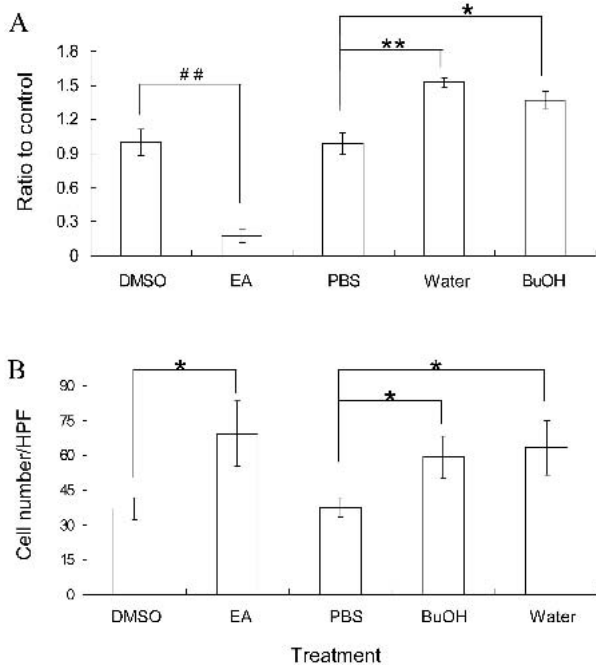 A
*
**
##
1.8
1.5
1.2
0.9
0.6
0.3
0
Ratio to control
DMSO EA PBS Water BuOH
B
*
*
*
90
75
60
45
30
15
0
Cell number/HPF
DMSO EA PBS BuOH Water
Treatment